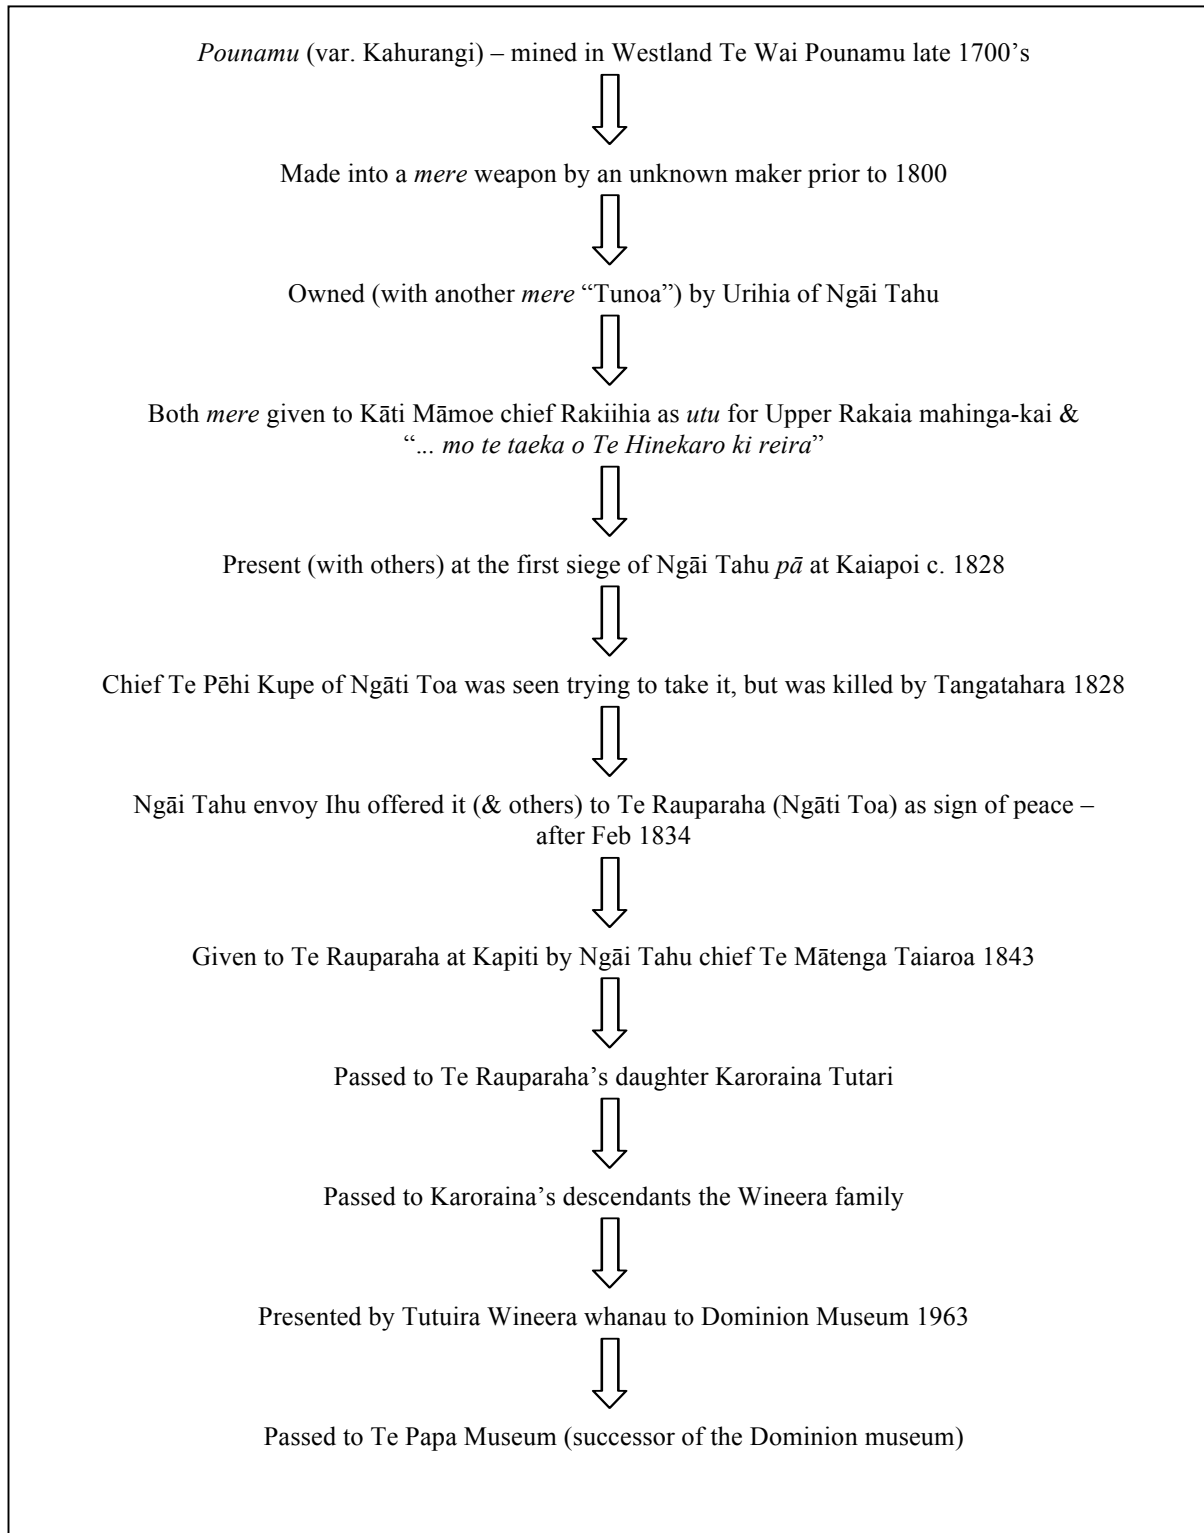 Pounamu (var. Kahurangi) – mined in Westland Te Wai Pounamu late 1700’s
Made into a mere weapon by an unknown maker prior to 1800
Owned (with another mere “Tunoa”) by Urihia of Ngāi Tahu
Both mere given to Kāti Māmoe chief Rakiihia as utu for Upper Rakaia mahinga-kai &
“... mo te taeka o Te Hinekaro ki reira”
Present (with others) at the first siege of Ngāi Tahu pā at Kaiapoi c. 1828
Chief Te Pēhi Kupe of Ngāti Toa was seen trying to take it, but was killed by Tangatahara 1828
Ngāi Tahu envoy Ihu offered it (& others) to Te Rauparaha (Ngāti Toa) as sign of peace –
after Feb 1834
Given to Te Rauparaha at Kapiti by Ngāi Tahu chief Te Mātenga Taiaroa 1843
Passed to Te Rauparaha’s daughter Karoraina Tutari
Passed to Karoraina’s descendants the Wineera family
Presented by Tutuira Wineera whanau to Dominion Museum 1963
Passed to Te Papa Museum (successor of the Dominion museum)